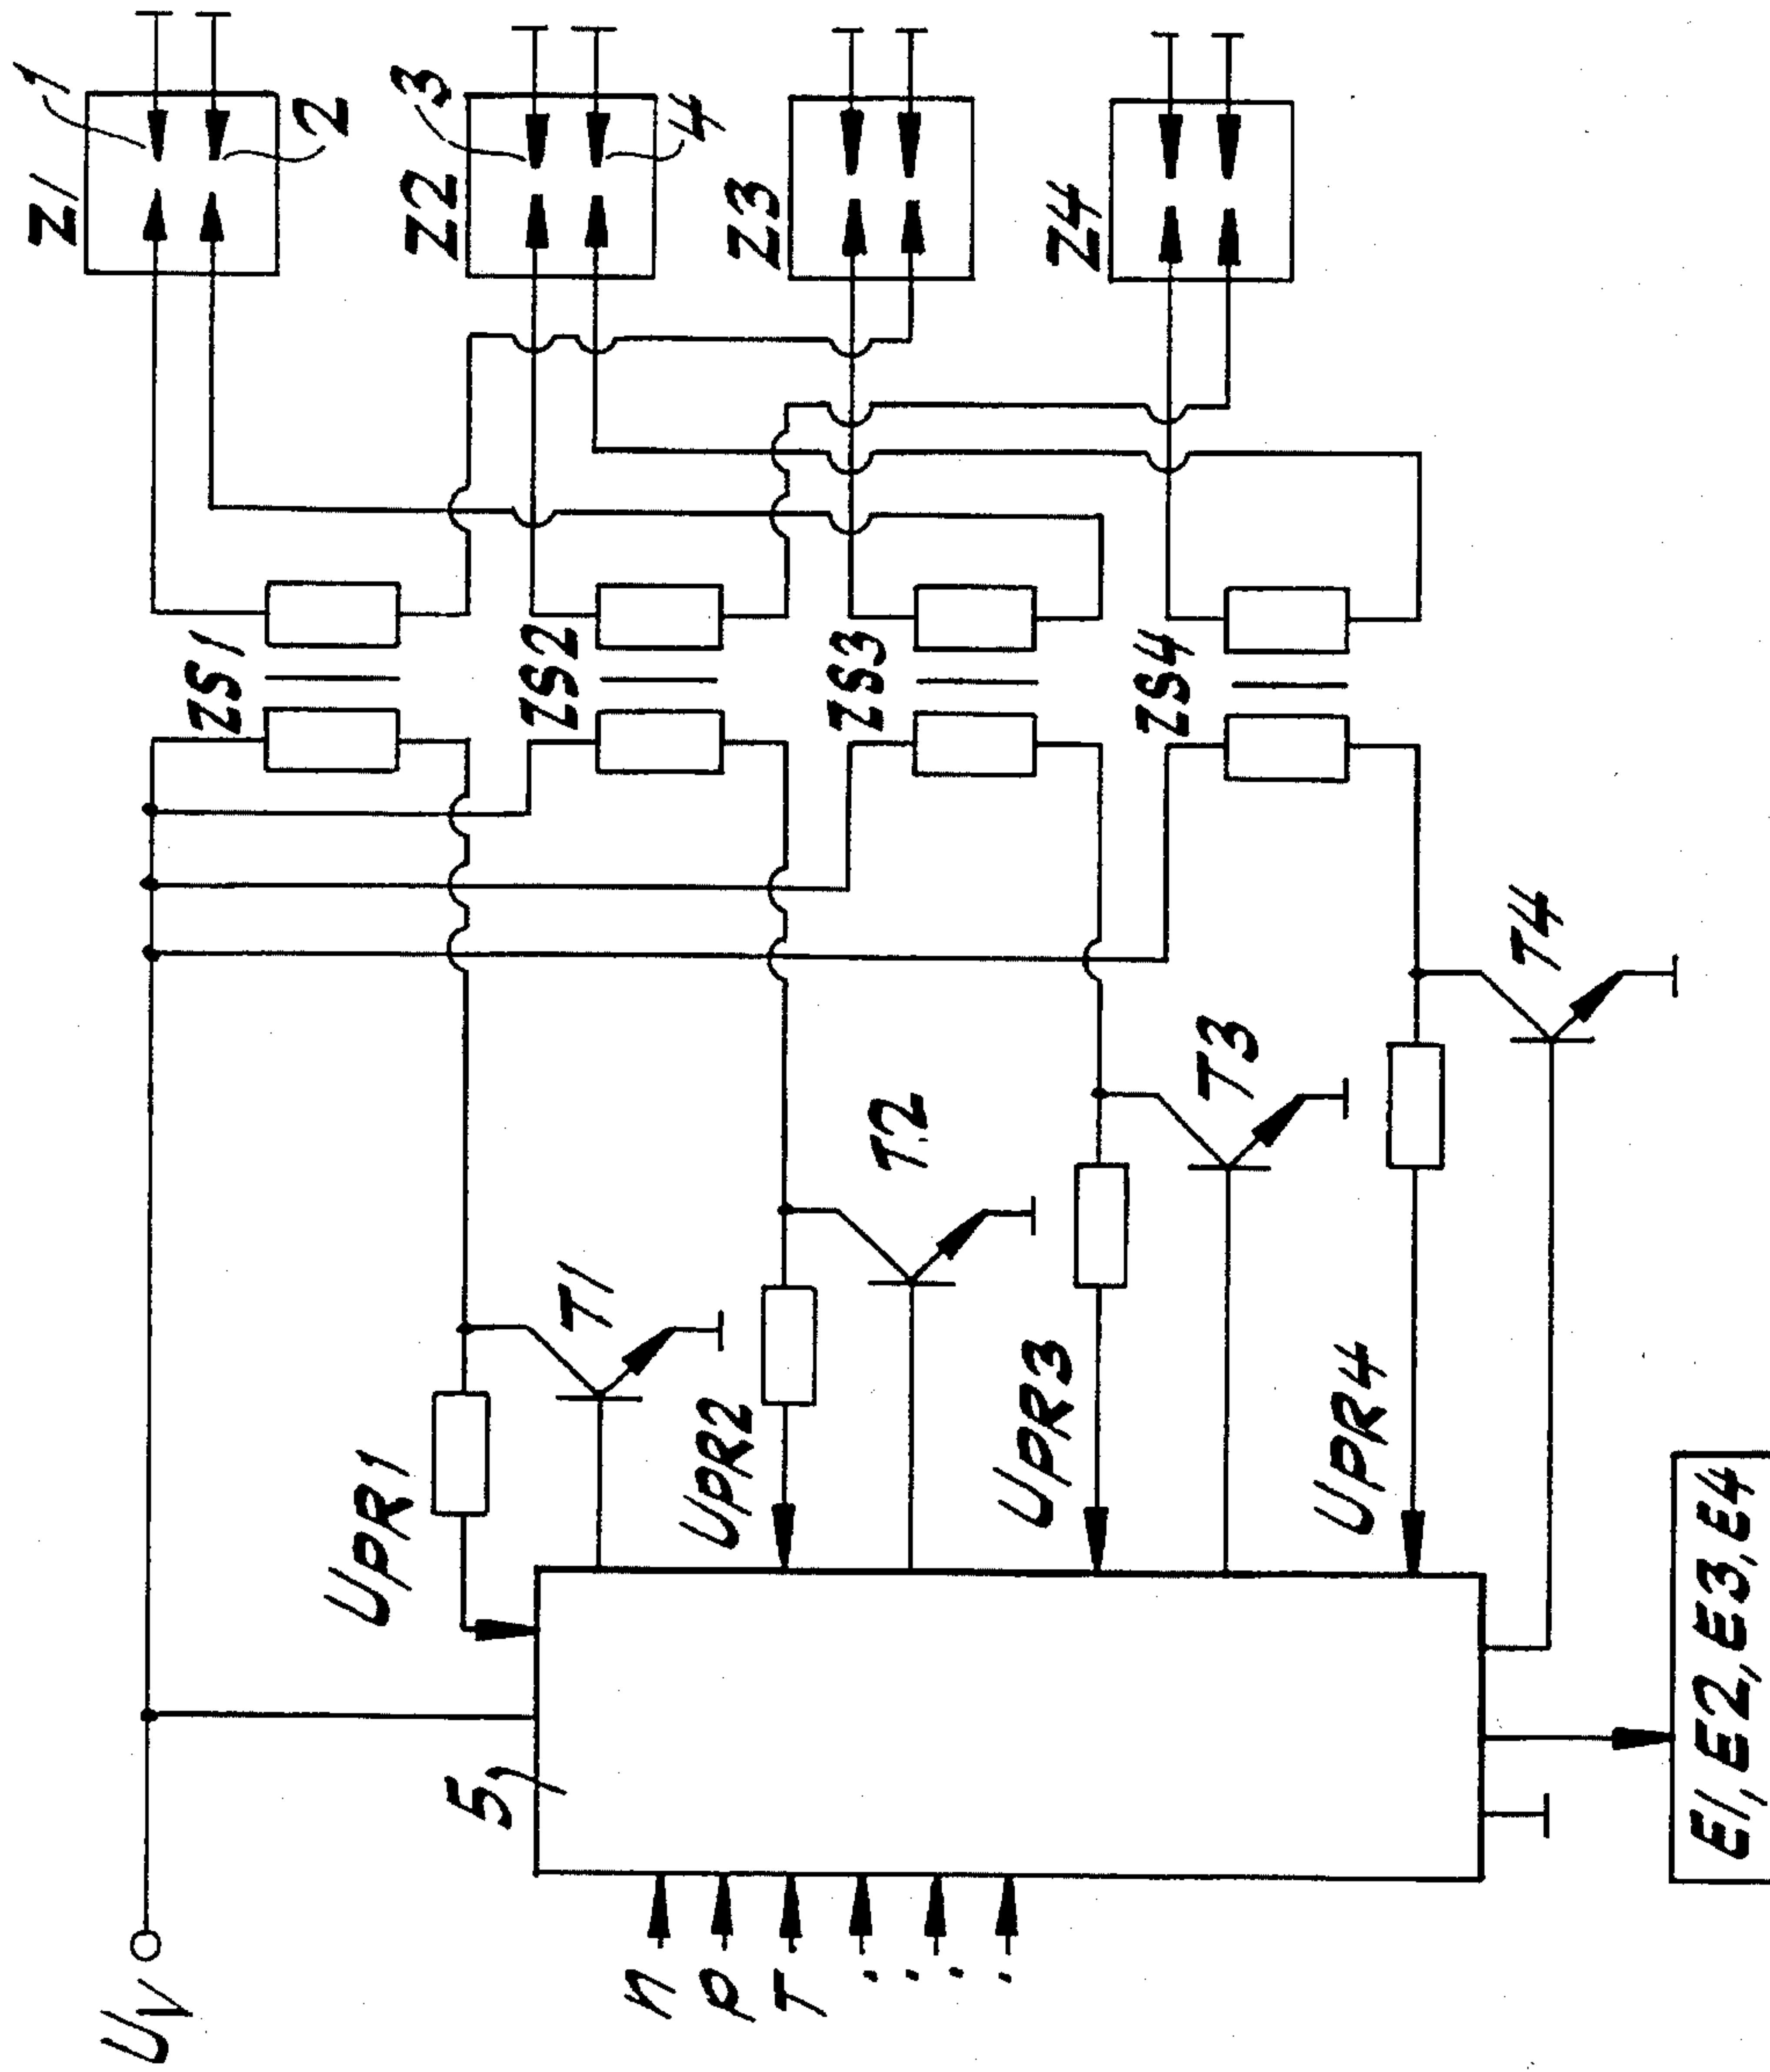 UV
n
P
T
.
.
.
5
UPR1
UPR2
UPR3
UPR4
T1
T2
T3
T4
ZS1
ZS2
ZS3
ZS4
Z1
Z2
Z3
Z4
1
2
3
4
E1, E2, E3, E4